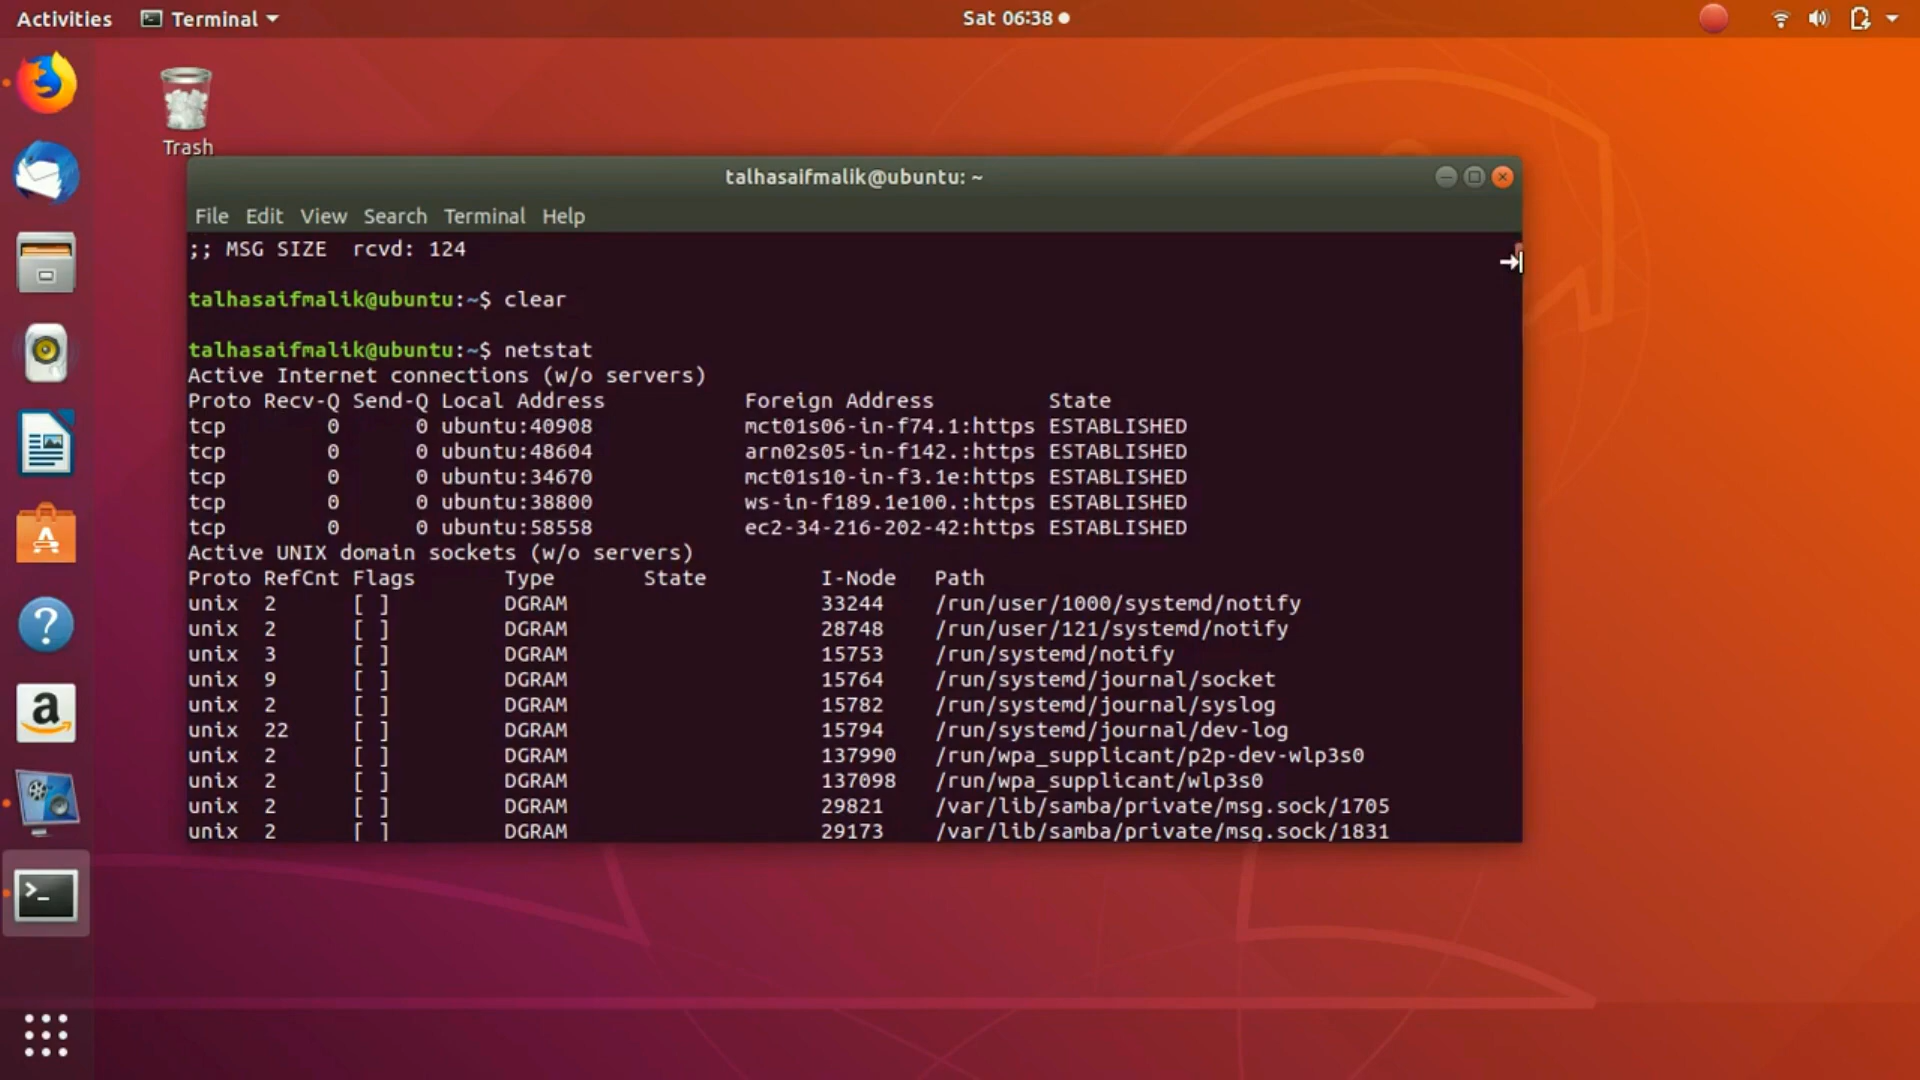 Activities Terminal Sat 06:38
Trash
talhasaifmalik@ubuntu: ~
File Edit View Search Terminal Help
;; MSG SIZE  rcvd: 124
talhasaifmalik@ubuntu:~$ clear
talhasaifmalik@ubuntu:~$ netstat
Active Internet connections (w/o servers)
Proto Recv-Q Send-Q Local Address           Foreign Address         State
tcp        0      0 ubuntu:40908            mct01s06-in-f74.1:https ESTABLISHED
tcp        0      0 ubuntu:48604            arn02s05-in-f142.:https ESTABLISHED
tcp        0      0 ubuntu:34670            mct01s10-in-f3.1e:https ESTABLISHED
tcp        0      0 ubuntu:38800            ws-in-f189.1e100.:https ESTABLISHED
tcp        0      0 ubuntu:58558            ec2-34-216-202-42:https ESTABLISHED
Active UNIX domain sockets (w/o servers)
Proto RefCnt Flags       Type       State         I-Node   Path
unix  2      [ ]         DGRAM                    33244    /run/user/1000/systemd/notify
unix  2      [ ]         DGRAM                    28748    /run/user/121/systemd/notify
unix  3      [ ]         DGRAM                    15753    /run/systemd/notify
unix  9      [ ]         DGRAM                    15764    /run/systemd/journal/socket
unix  2      [ ]         DGRAM                    15782    /run/systemd/journal/syslog
unix  22     [ ]         DGRAM                    15794    /run/systemd/journal/dev-log
unix  2      [ ]         DGRAM                    137990   /run/wpa_supplicant/p2p-dev-wlp3s0
unix  2      [ ]         DGRAM                    137098   /run/wpa_supplicant/wlp3s0
unix  2      [ ]         DGRAM                    29821    /var/lib/samba/private/msg.sock/1705
unix  2      [ ]         DGRAM                    29173    /var/lib/samba/private/msg.sock/1831